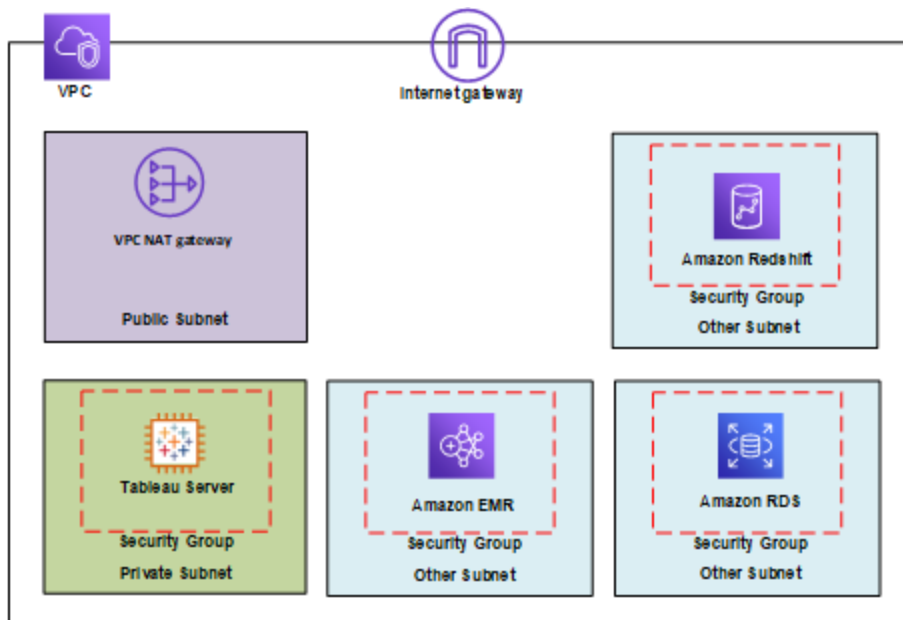 VPC
Internet gateway
VPC NAT gateway
Public Subnet
Amazon Redshift
Security Group
Other Subnet
Tableau Server
Security Group
Private Subnet
Amazon EMR
Security Group
Other Subnet
Amazon RDS
Security Group
Other Subnet